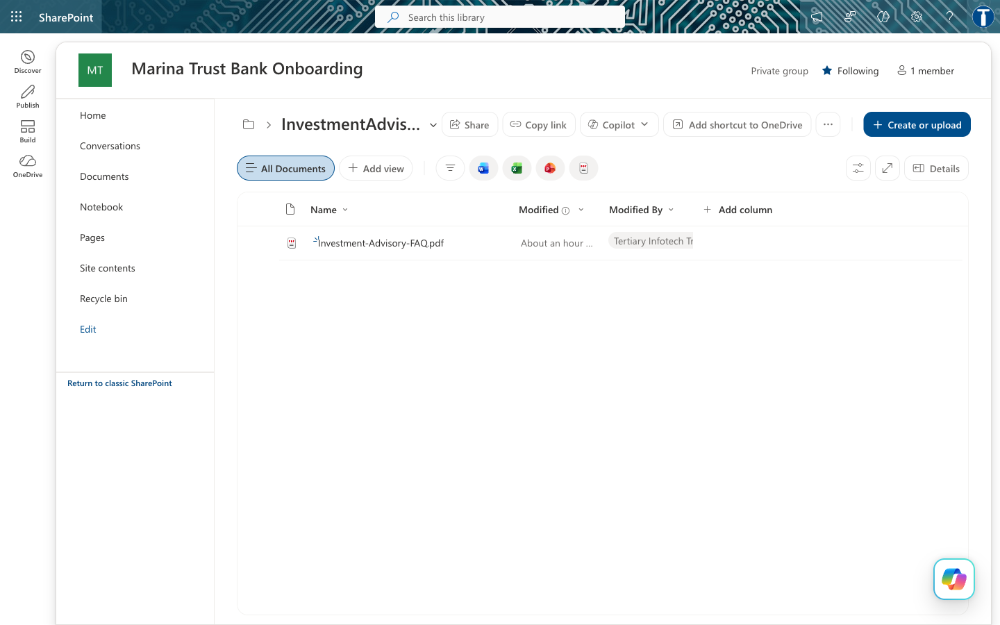 SharePoint
Search this library
Discover
Publish
Build
OneDrive
MT
Marina Trust Bank Onboarding
Private group
Following
1 member
Home
Conversations
Documents
Notebook
Pages
Site contents
Recycle bin
Edit
Return to classic SharePoint
InvestmentAdvis...
Share
Copy link
Copilot
Add shortcut to OneDrive
Create or upload
All Documents
Add view
Details
Name
Modified
Modified By
Add column
Investment-Advisory-FAQ.pdf
About an hour ...
Tertiary Infotech Tr